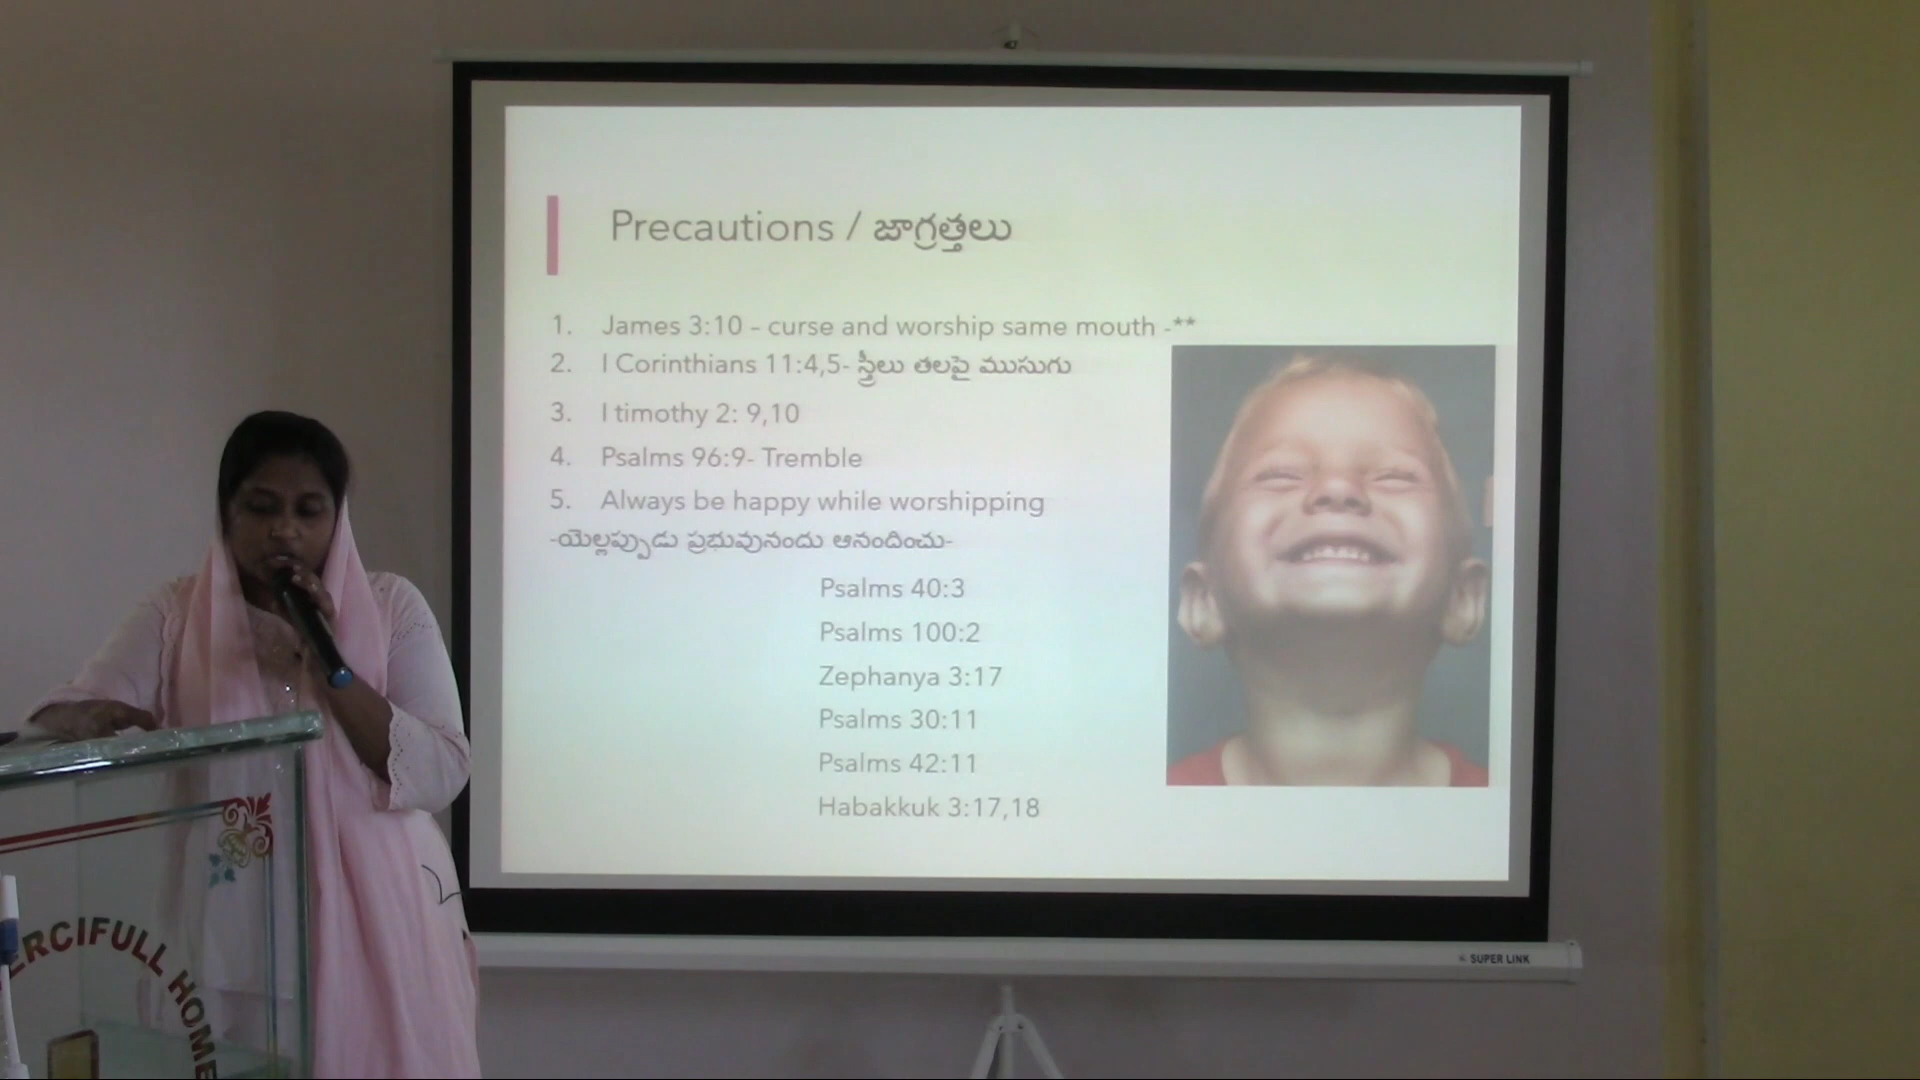 Precautions / జాగ్రత్తలు
1. James 3:10 – curse and worship same mouth -**
2. I Corinthians 11:4,5- స్త్రీలు తలపై ముసుగు
3. I timothy 2: 9,10
4. Psalms 96:9- Tremble
5. Always be happy while worshipping
-యెల్లప్పుడు ప్రభువునందు ఆనందించు-
Psalms 40:3
Psalms 100:2
Zephanya 3:17
Psalms 30:11
Psalms 42:11
Habakkuk 3:17,18
SUPER LINK
ERCIFULL HOME